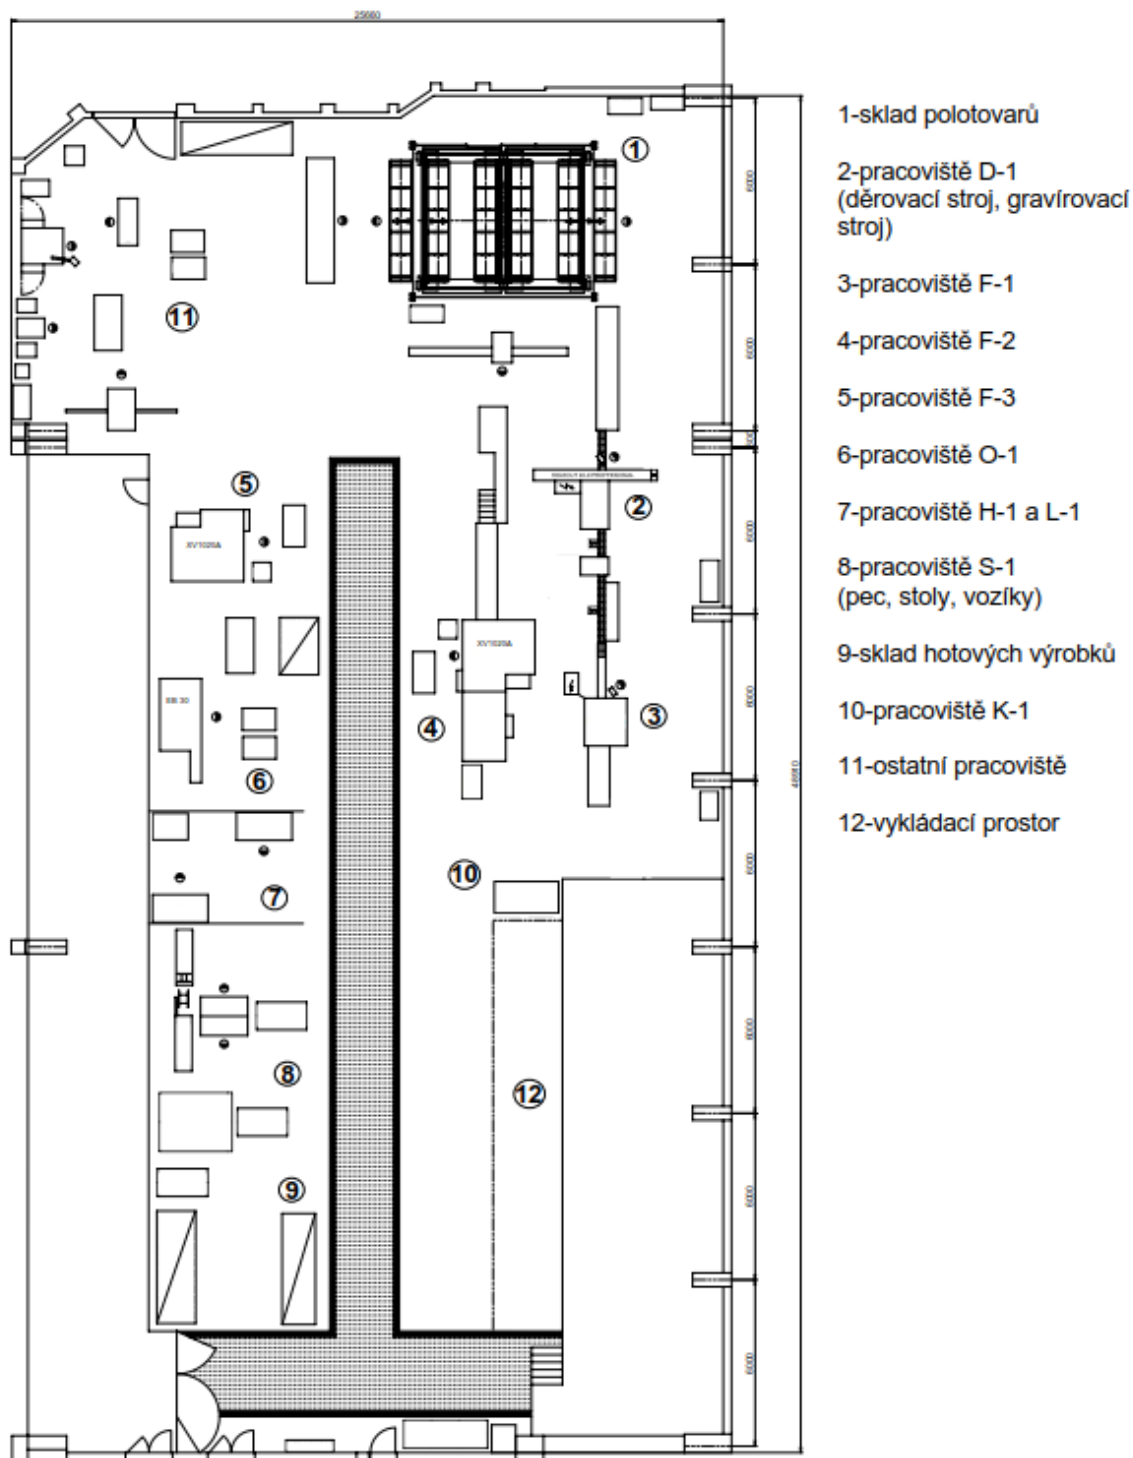 25660
1-sklad polotovarů
2-pracoviště D-1
(děrovací stroj, gravírovací
stroj)
3-pracoviště F-1
4-pracoviště F-2
5-pracoviště F-3
6-pracoviště O-1
7-pracoviště H-1 a L-1
8-pracoviště S-1
(pec, stoly, vozíky)
9-sklad hotových výrobků
10-pracoviště K-1
11-ostatní pracoviště
12-vykládací prostor
1
11
5
2
XV1020A
XV1020A
4
3
6
10
7
8
12
9
6000
6000
6000
6000
6000
6000
6000
6000